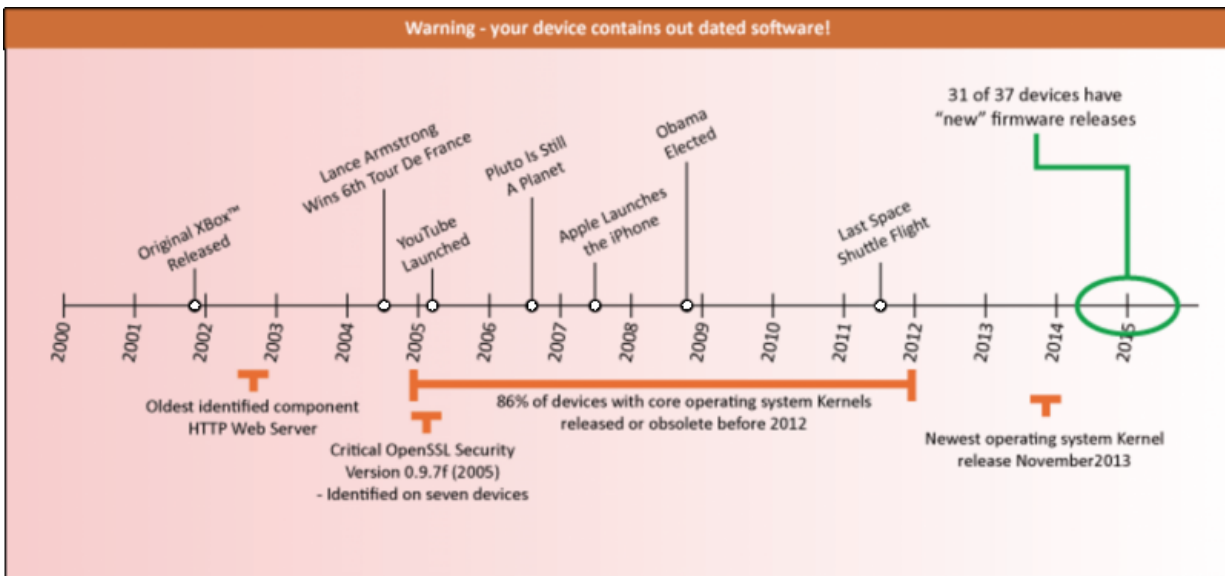 Warning - your device contains out dated software!
31 of 37 devices have
“new” firmware releases
Original XBox™
Released
Lance Armstrong
Wins 6th Tour De France
YouTube
Launched
Pluto Is Still
A Planet
Apple Launches
the iPhone
Obama
Elected
Last Space
Shuttle Flight
2000
2001
2002
2003
2004
2005
2006
2007
2008
2009
2010
2011
2012
2013
2014
2015
Oldest identified component
HTTP Web Server
Critical OpenSSL Security
Version 0.9.7f (2005)
- Identified on seven devices
86% of devices with core operating system Kernels
released or obsolete before 2012
Newest operating system Kernel
release November2013